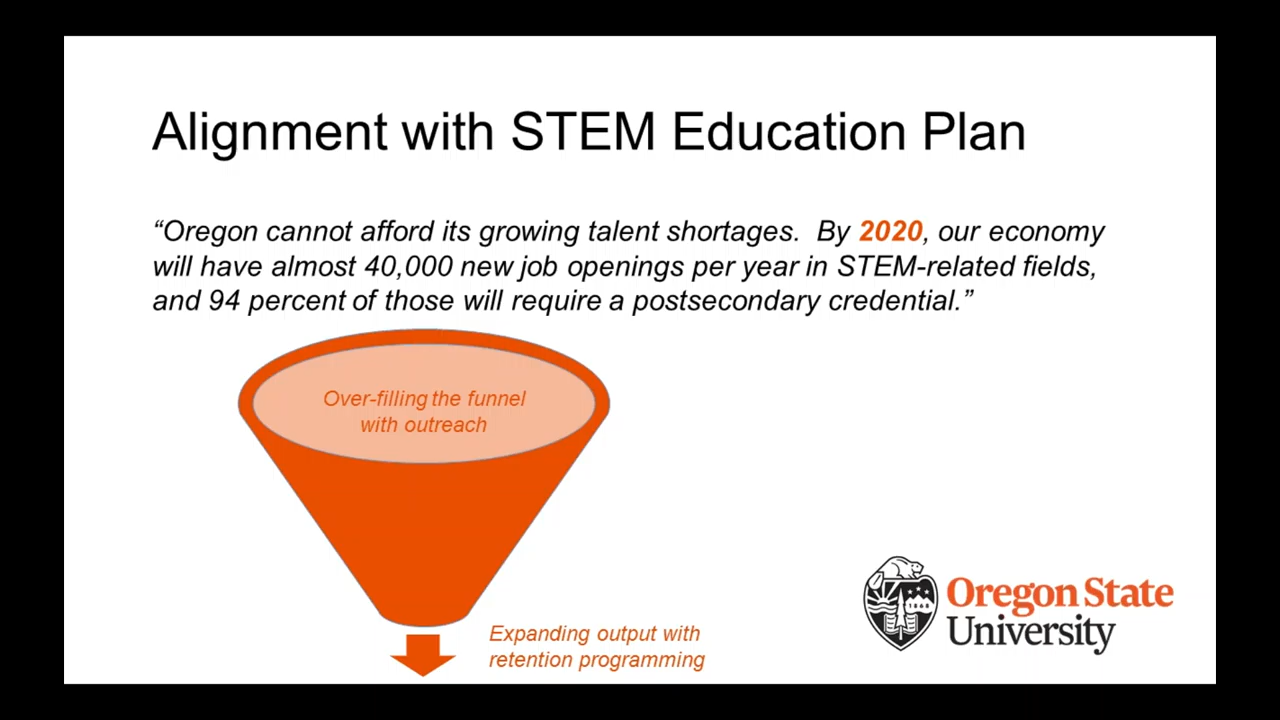 Alignment with STEM Education Plan
“Oregon cannot afford its growing talent shortages.  By 2020, our economy
will have almost 40,000 new job openings per year in STEM-related fields,
and 94 percent of those will require a postsecondary credential.”
Over-filling the funnel
with outreach
Expanding output with
retention programming
1868
Oregon State
University